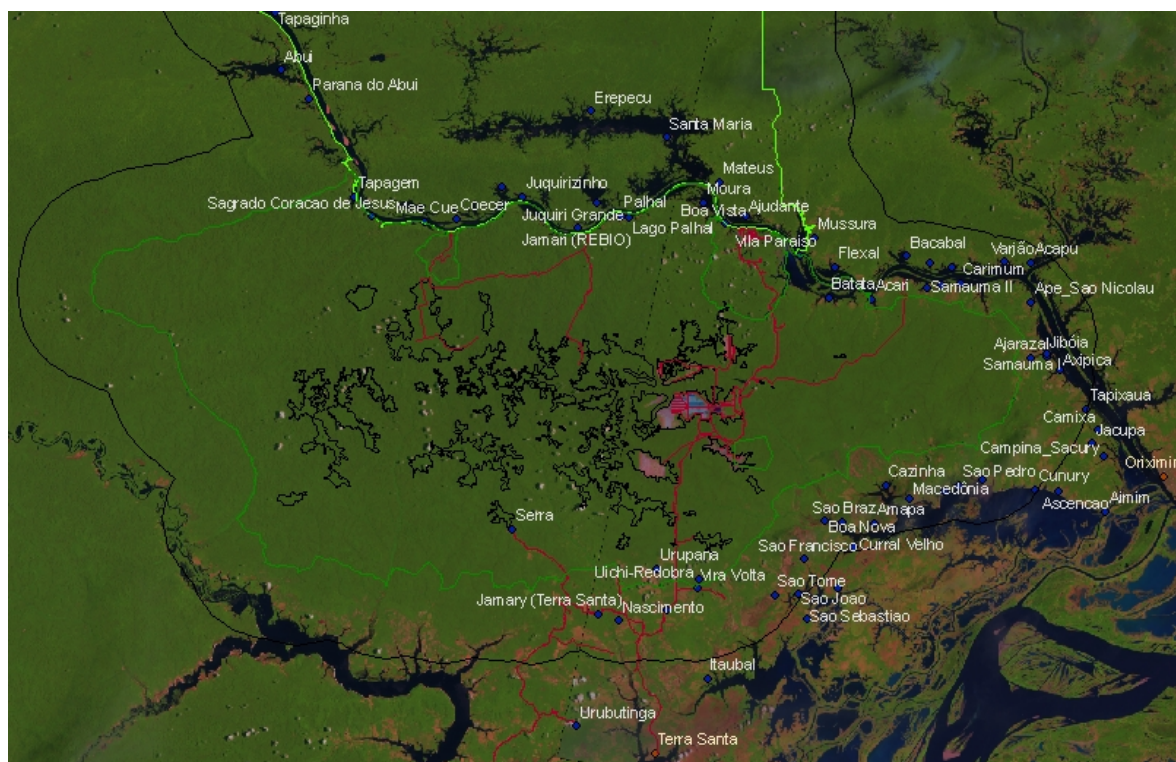 Tapaginha
Abui
Parana do Abui
Erepecu
Santa Maria
Tapagem
Sagrado Coracao de Jesus
Mae Cue
Coecer
Juquirizinho
Juquiri Grande
Jamari (REBIO)
Palhal
Lago Palhal
Mateus
Moura
Boa Vista
Ajudante
Vila Paraiso
Mussura
Flexal
Bacabal
Batata
Acari
Carimum
Samauma II
Varjão
Acapu
Ape_Sao Nicolau
Ajarazal
Jibóia
Samauma I
Axipica
Tapixaua
Camixa
Jacupa
Campina_Sacury
Oriximin
Cazinha
Macedônia
Sao Pedro
Cunury
Ascencao
Aimim
Sao Braz
Amapa
Boa Nova
Serra
Sao Francisco
Curral Velho
Urupana
Uichi-Redobra
Vira Volta
Sao Tome
Jamary (Terra Santa)
Nascimento
Sao Joao
Sao Sebastiao
Itaubal
Urubutinga
Terra Santa